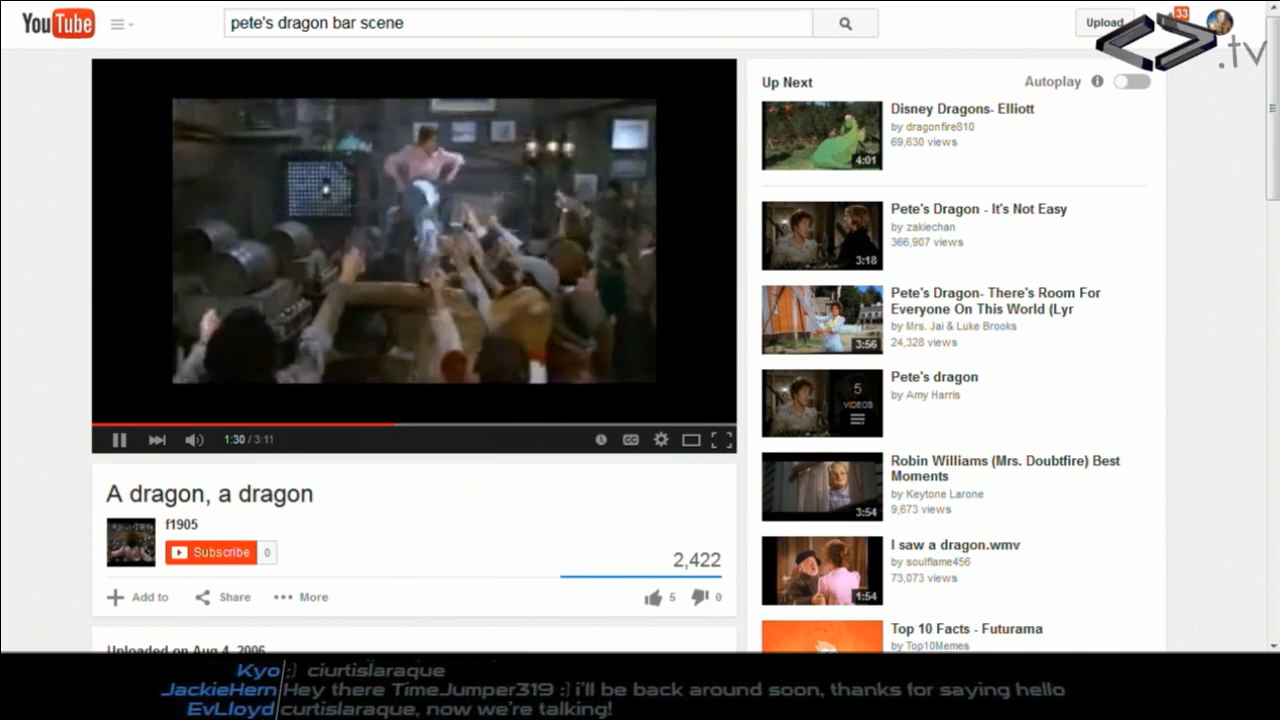 YouTube
pete's dragon bar scene
Upload
33
.tv
Up Next
Autoplay
Disney Dragons- Elliott
by dragonfire810
69,630 views
4:01
Pete's Dragon - It's Not Easy
by zakiechan
366,907 views
3:18
Pete's Dragon- There's Room For
Everyone On This World (Lyr
by Mrs. Jai & Luke Brooks
24,328 views
3:56
Pete's dragon
by Amy Harris
5
VIDEOS
Robin Williams (Mrs. Doubtfire) Best
Moments
by Keytone Larone
9,673 views
3:54
I saw a dragon.wmv
by soulflame456
73,073 views
1:54
Top 10 Facts - Futurama
by Top10Memes
1:30 / 3:11
CC
A dragon, a dragon
f1905
Subscribe 0
2,422
Add to Share More
5 0
Uploaded on Aug 4, 2006
Kyo :] ciurtislaraque
JackieHern Hey there TimeJumper319 :] i'll be back around soon, thanks for saying hello
EvLloyd curtislaraque, now we're talking!